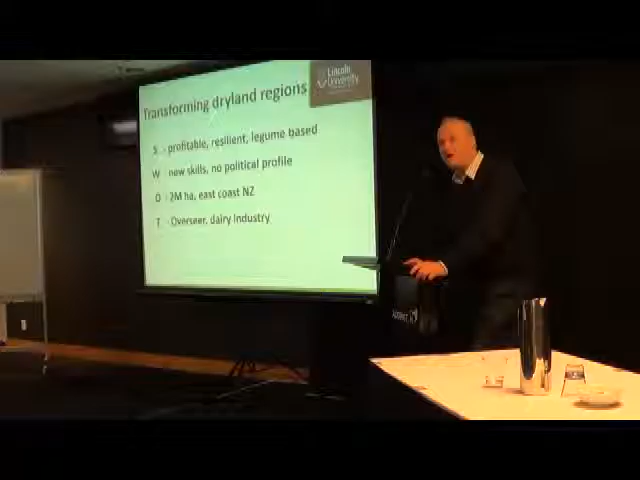 Transforming dryland regions
Lincoln
University
S - profitable, resilient, legume based
W new skills, no political profile
O - 2M ha, east coast NZ
T - Overseer, dairy industry